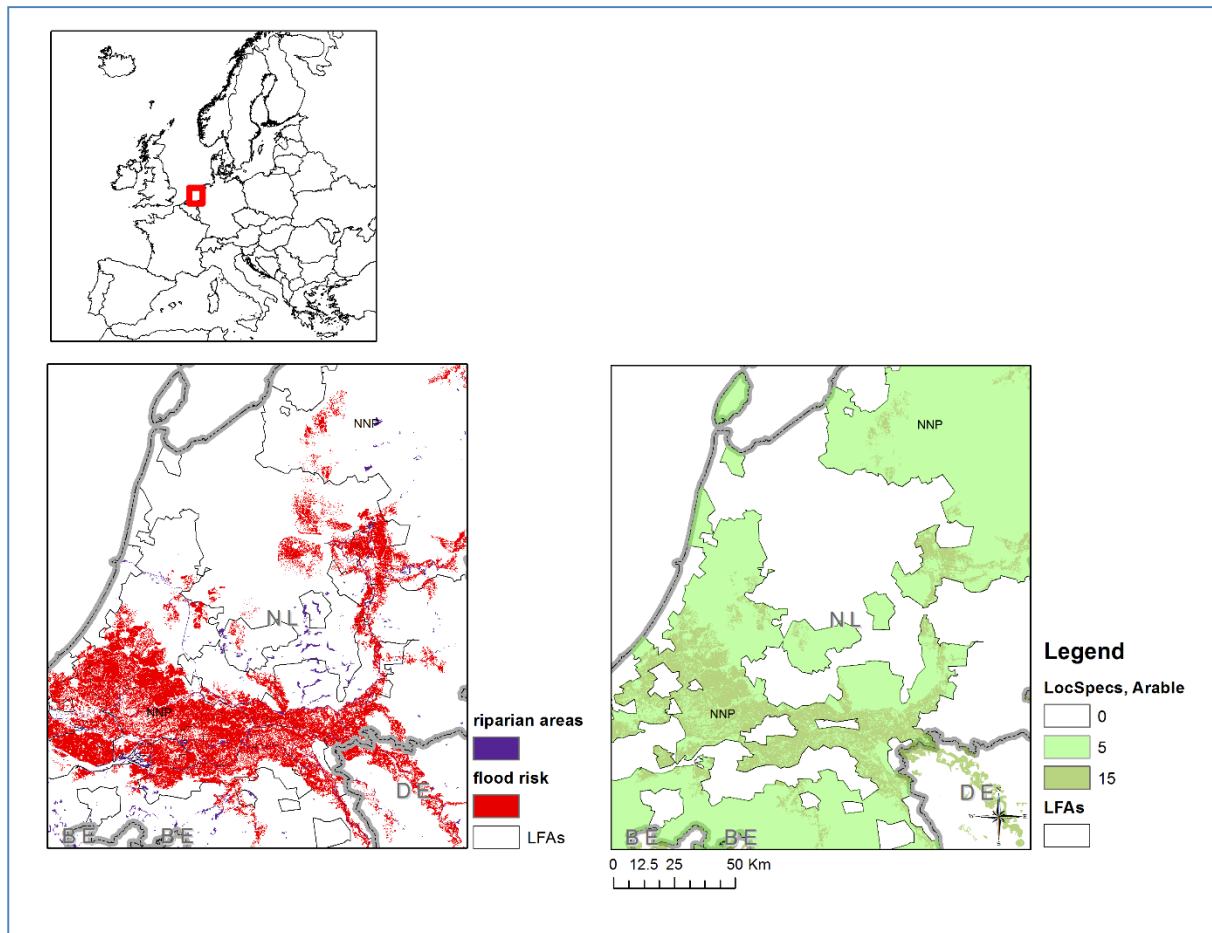 NNP
NL
NNP
DE
BE BE
riparian areas
flood risk
LFAs
NNP
NL
NNP
DE
BE BE
N
W E
S
0 12.5 25 50 Km
Legend
LocSpecs, Arable
0
5
15
LFAs